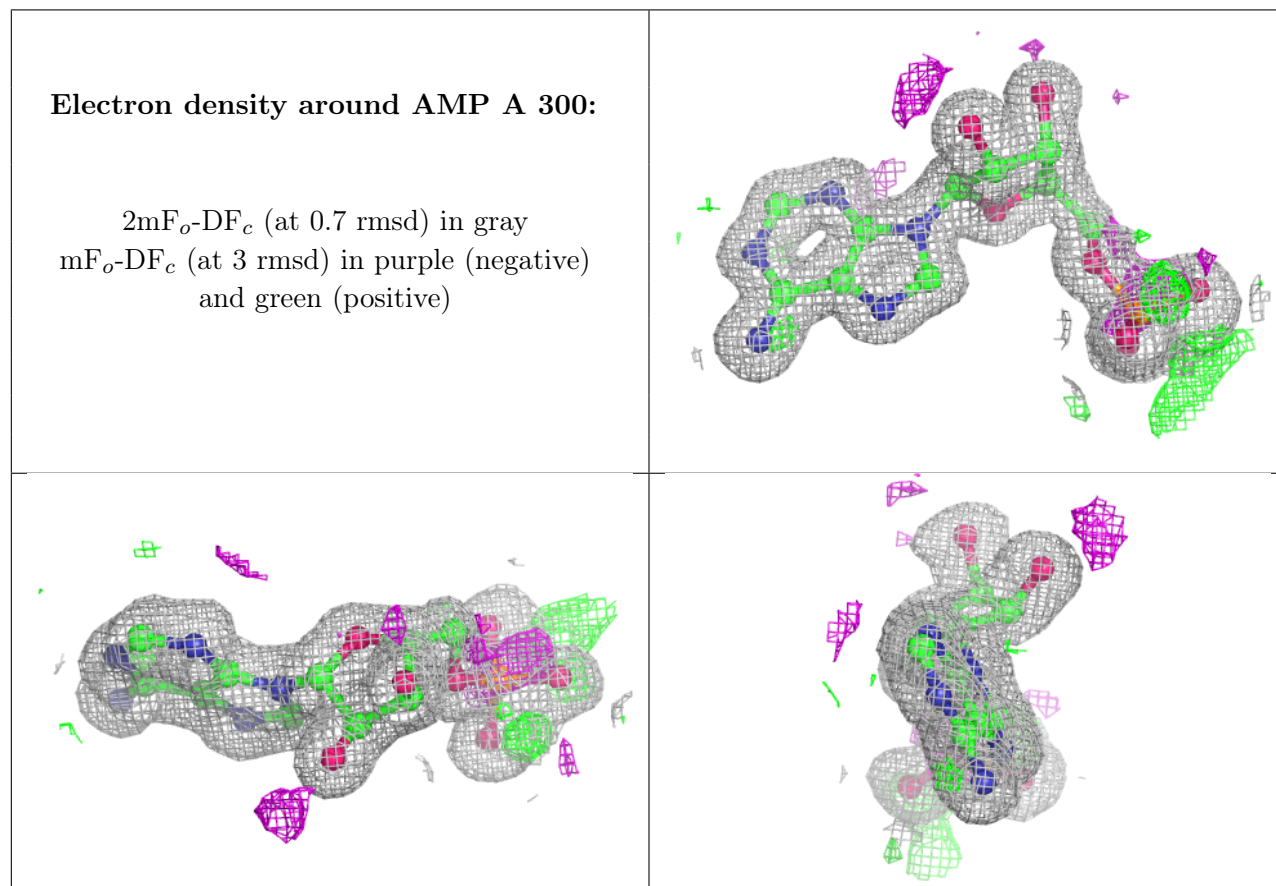 Electron density around AMP A 300:
2mFₒ-DF𝒸 (at 0.7 rmsd) in gray
mFₒ-DF𝒸 (at 3 rmsd) in purple (negative)
and green (positive)